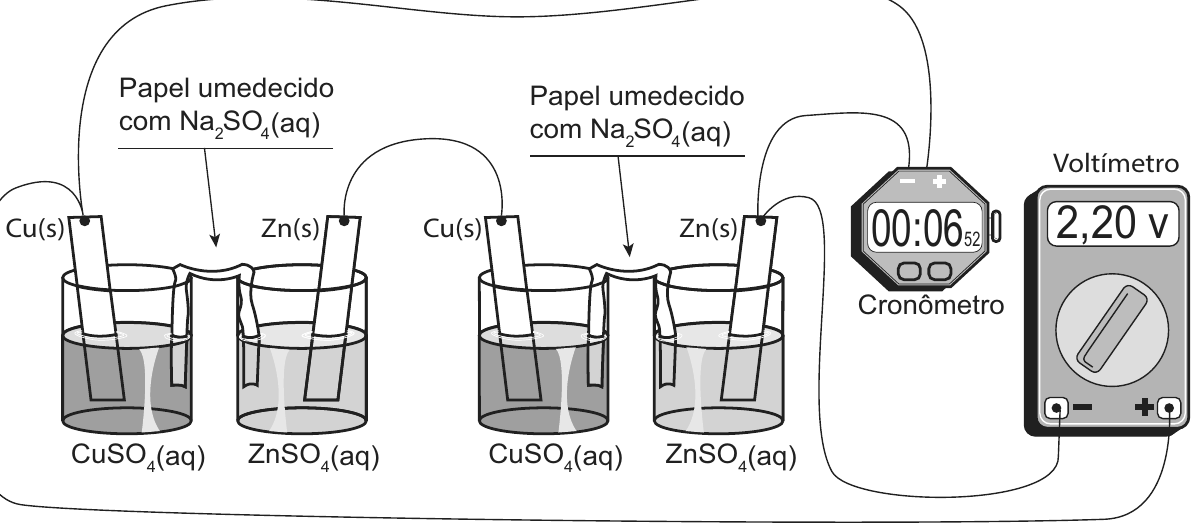 Papel umedecido
com Na₂SO₄(aq)
Papel umedecido
com Na₂SO₄(aq)
Voltímetro
2,20 v
− +
00:06 52
Cronômetro
Cu(s)
Zn(s)
Cu(s)
Zn(s)
− +
CuSO₄(aq)
ZnSO₄(aq)
CuSO₄(aq)
ZnSO₄(aq)